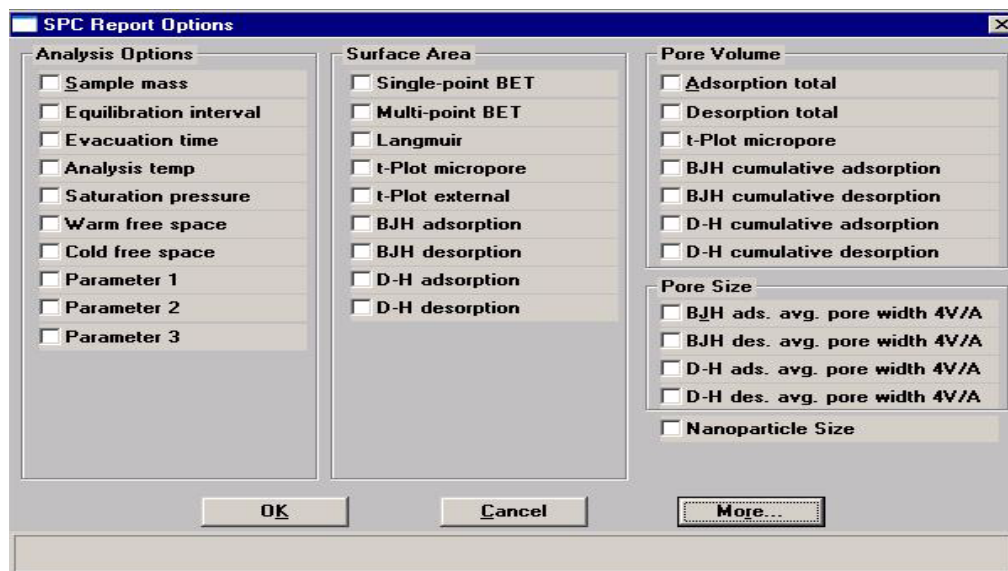 SPC Report Options
Analysis Options
Sample mass
Equilibration interval
Evacuation time
Analysis temp
Saturation pressure
Warm free space
Cold free space
Parameter 1
Parameter 2
Parameter 3
Surface Area
Single-point BET
Multi-point BET
Langmuir
t-Plot micropore
t-Plot external
BJH adsorption
BJH desorption
D-H adsorption
D-H desorption
Pore Volume
Adsorption total
Desorption total
t-Plot micropore
BJH cumulative adsorption
BJH cumulative desorption
D-H cumulative adsorption
D-H cumulative desorption
Pore Size
BJH ads. avg. pore width 4V/A
BJH des. avg. pore width 4V/A
D-H ads. avg. pore width 4V/A
D-H des. avg. pore width 4V/A
Nanoparticle Size
OK
Cancel
More...